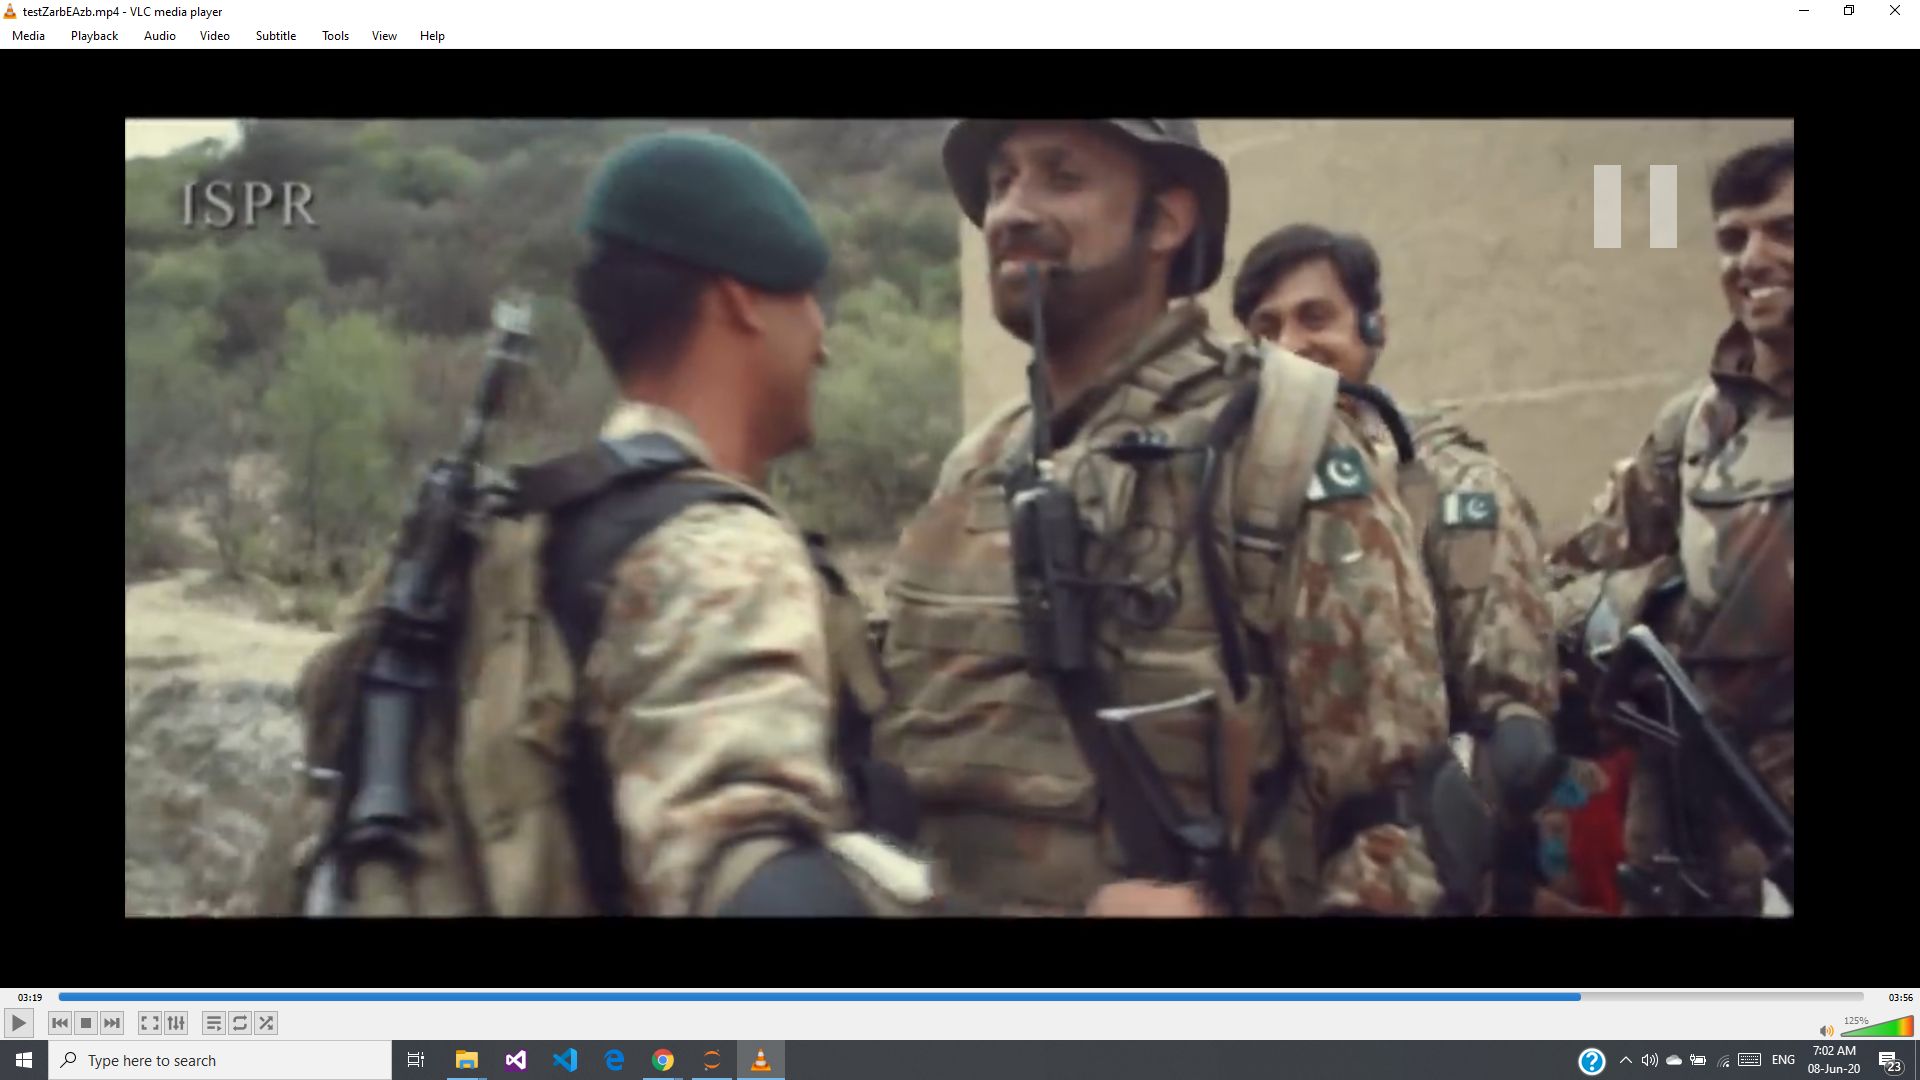 testZarbEAzb.mp4 - VLC media player
Media Playback Audio Video Subtitle Tools View Help
ISPR
03:19
03:56
125%
Type here to search
ENG
7:02 AM
08-Jun-20
23